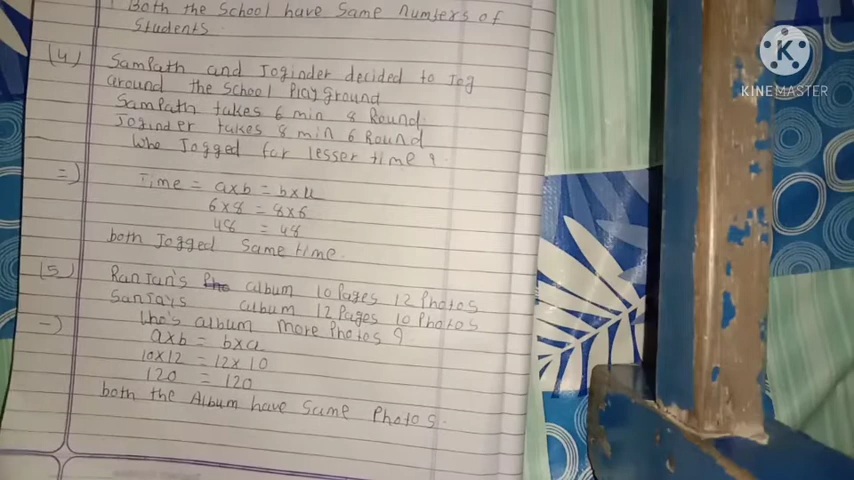 Both the School have Same numbers of
Students.
(4) Sampath and Joginder decided to Jog
around the School Playground
Sampath takes 6 min 8 Round.
Joginder takes 8 min 6 Round
Who Jogged for lesser time ?
=) Time = axb = bxa
6x8 = 8x6
48 = 48
both Jogged Same time.
(5) Ranjan's album 10 Pages 12 Photos
Sanjays album 12 Pages 10 Photos
-) Who's album more Photos ?
axb = bxa
10x12 = 12x10
120 = 120
both the Album have Same Photos.
KINEMASTER